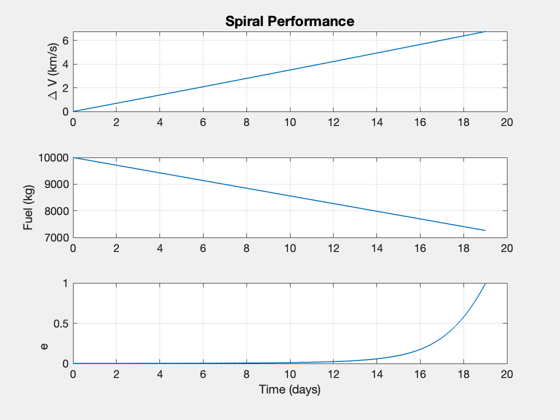 Spiral Performance
Δ V (km/s)
6
4
2
0
0 2 4 6 8 10 12 14 16 18 20
Fuel (kg)
10000
9000
8000
7000
0 2 4 6 8 10 12 14 16 18 20
e
1
0.5
0
0 2 4 6 8 10 12 14 16 18 20
Time (days)